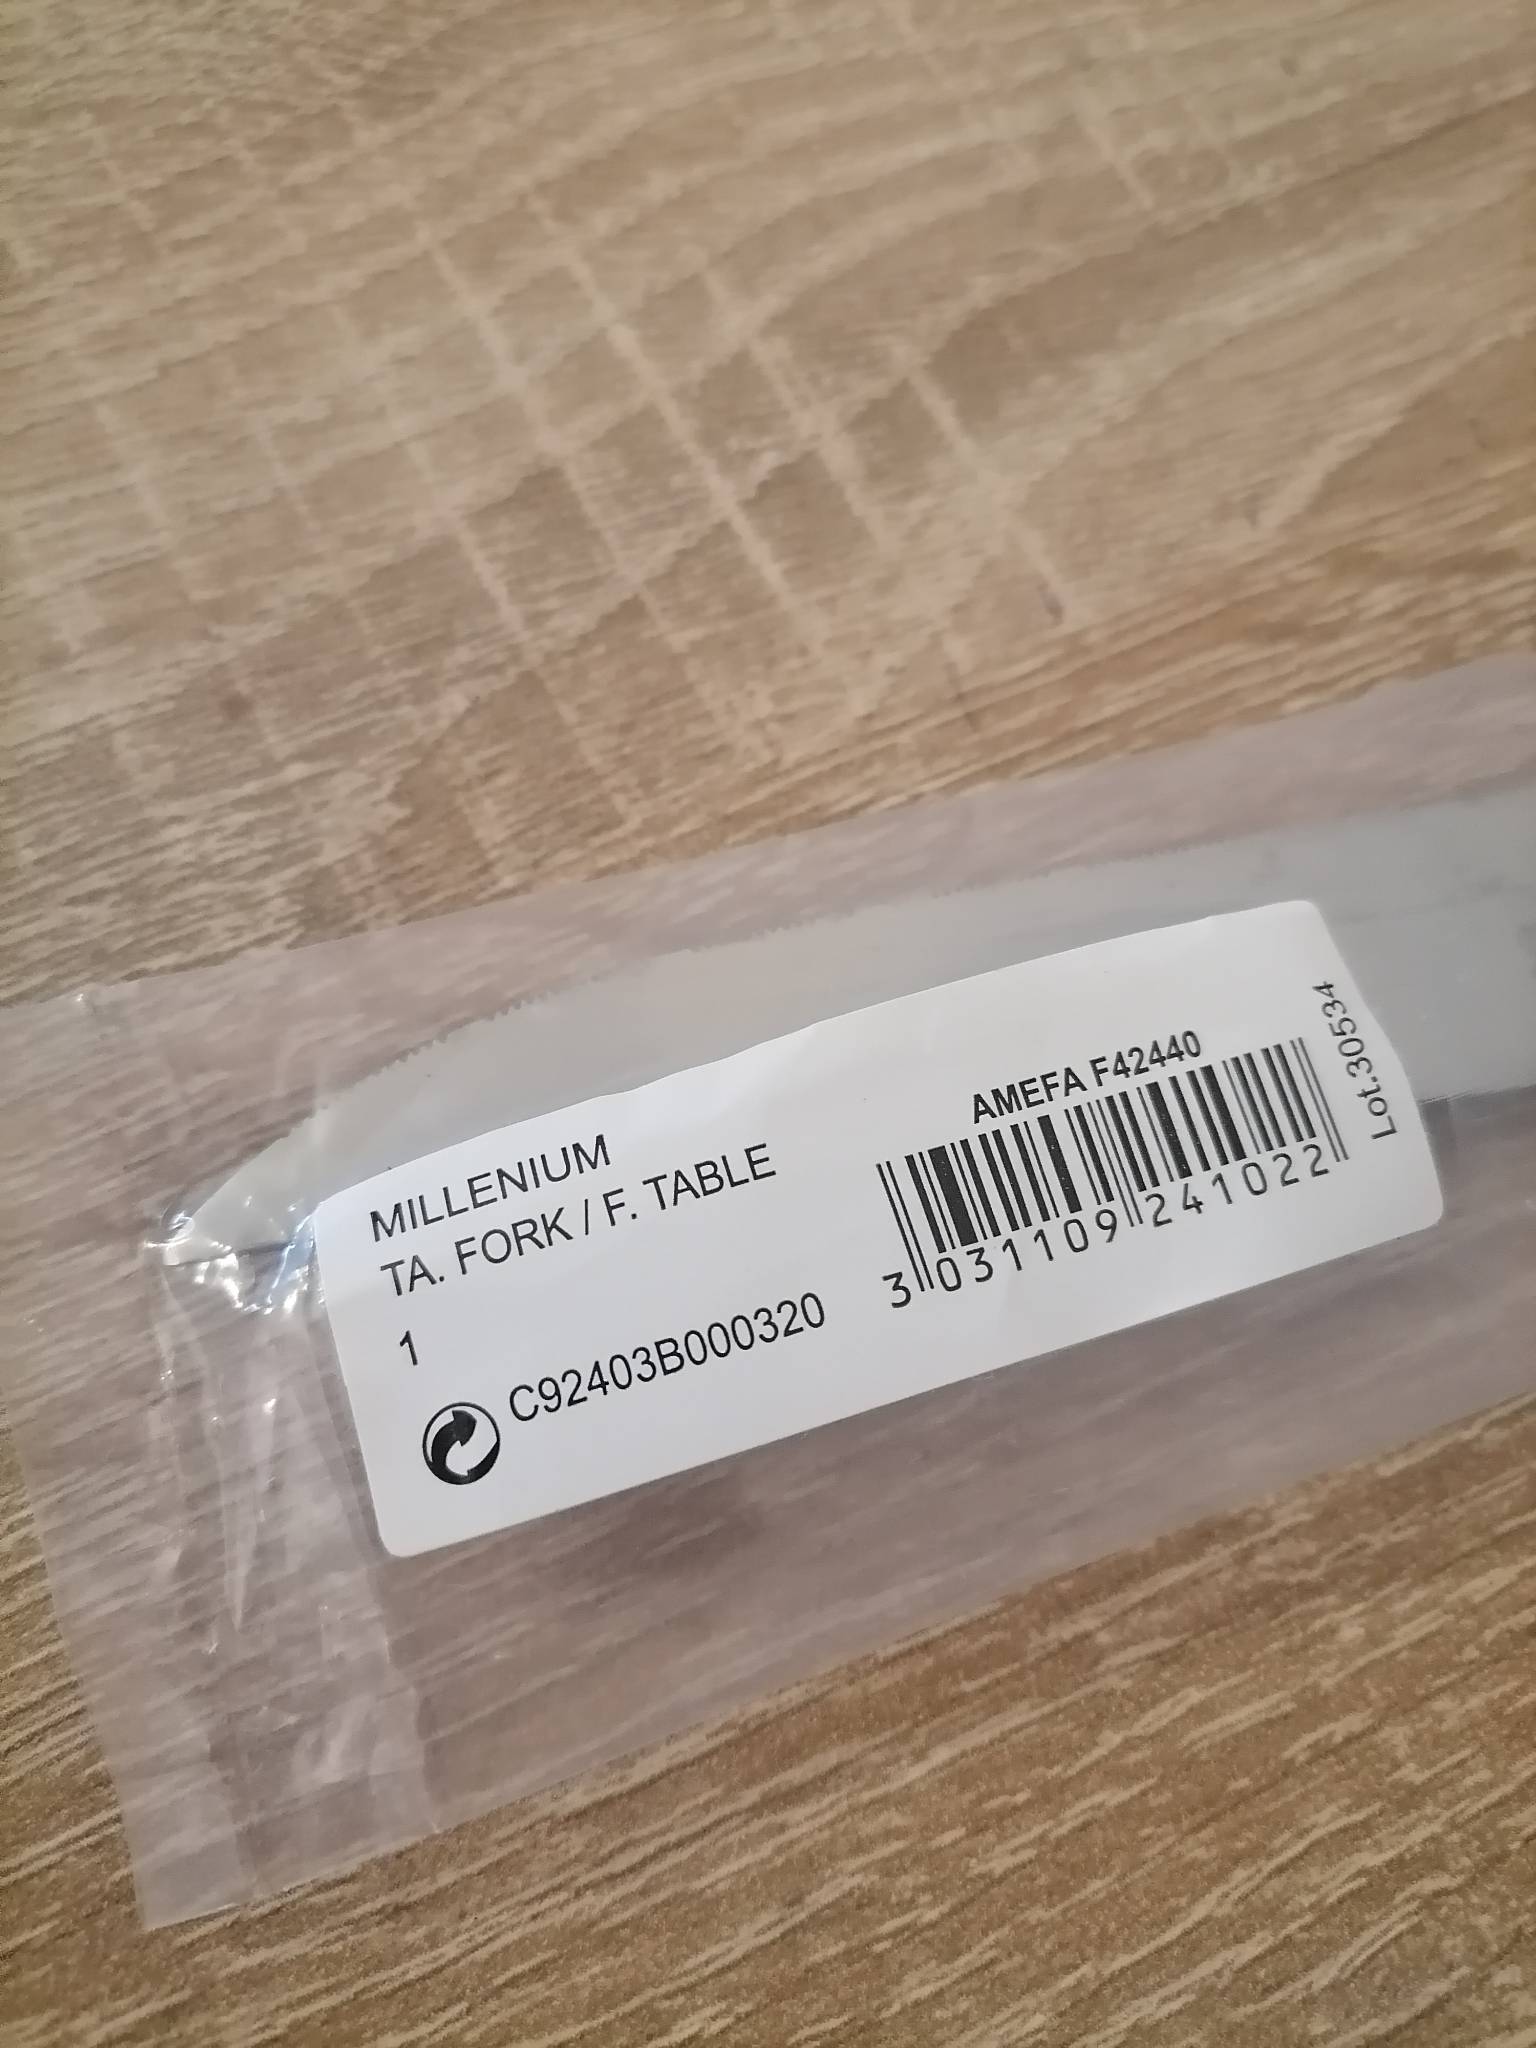 MILLENIUM
TA. FORK / F. TABLE
1
C92403B000320
AMEFA F42440
3 031109 241022
Lot.30534